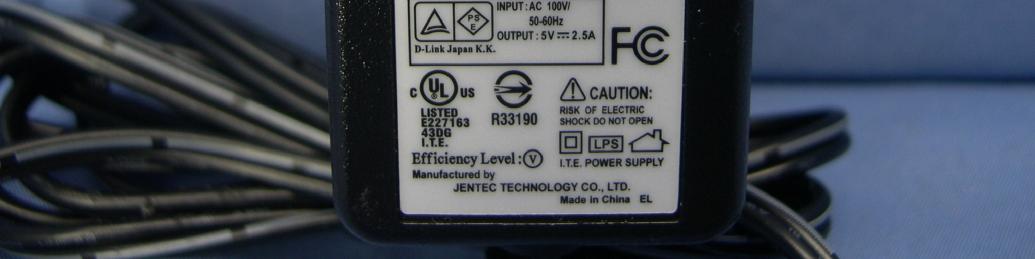 INPUT: AC 100V/
50-60Hz
OUTPUT: 5V⎓2.5A
PS
E
D-Link Japan K.K.
FC
c UL US
LISTED
E227163
43DG
I.T.E.
R33190
CAUTION:
RISK OF ELECTRIC
SHOCK DO NOT OPEN
LPS
I.T.E. POWER SUPPLY
Efficiency Level: V
Manufactured by
JENTEC TECHNOLOGY CO., LTD.
Made in China EL